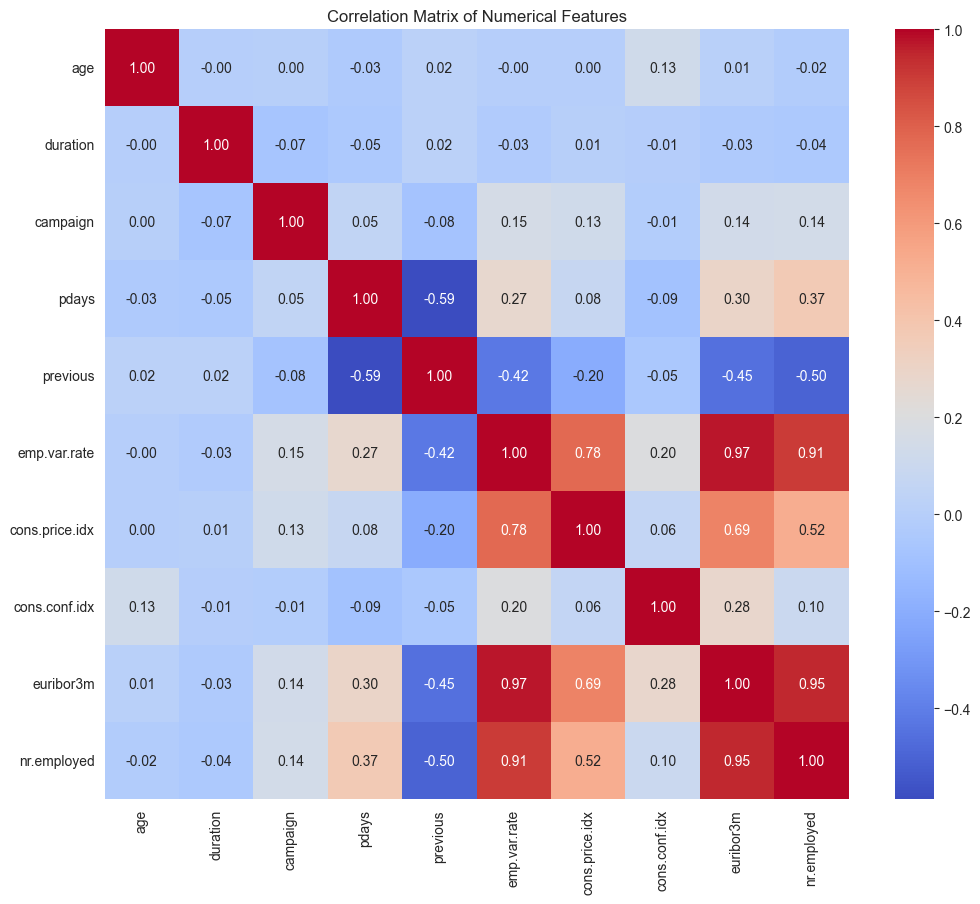 Correlation Matrix of Numerical Features
age 1.00 -0.00 0.00 -0.03 0.02 -0.00 0.00 0.13 0.01 -0.02
duration -0.00 1.00 -0.07 -0.05 0.02 -0.03 0.01 -0.01 -0.03 -0.04
campaign 0.00 -0.07 1.00 0.05 -0.08 0.15 0.13 -0.01 0.14 0.14
pdays -0.03 -0.05 0.05 1.00 -0.59 0.27 0.08 -0.09 0.30 0.37
previous 0.02 0.02 -0.08 -0.59 1.00 -0.42 -0.20 -0.05 -0.45 -0.50
emp.var.rate -0.00 -0.03 0.15 0.27 -0.42 1.00 0.78 0.20 0.97 0.91
cons.price.idx 0.00 0.01 0.13 0.08 -0.20 0.78 1.00 0.06 0.69 0.52
cons.conf.idx 0.13 -0.01 -0.01 -0.09 -0.05 0.20 0.06 1.00 0.28 0.10
euribor3m 0.01 -0.03 0.14 0.30 -0.45 0.97 0.69 0.28 1.00 0.95
nr.employed -0.02 -0.04 0.14 0.37 -0.50 0.91 0.52 0.10 0.95 1.00
age duration campaign pdays previous emp.var.rate cons.price.idx cons.conf.idx euribor3m nr.employed
1.0
0.8
0.6
0.4
0.2
0.0
−0.2
−0.4